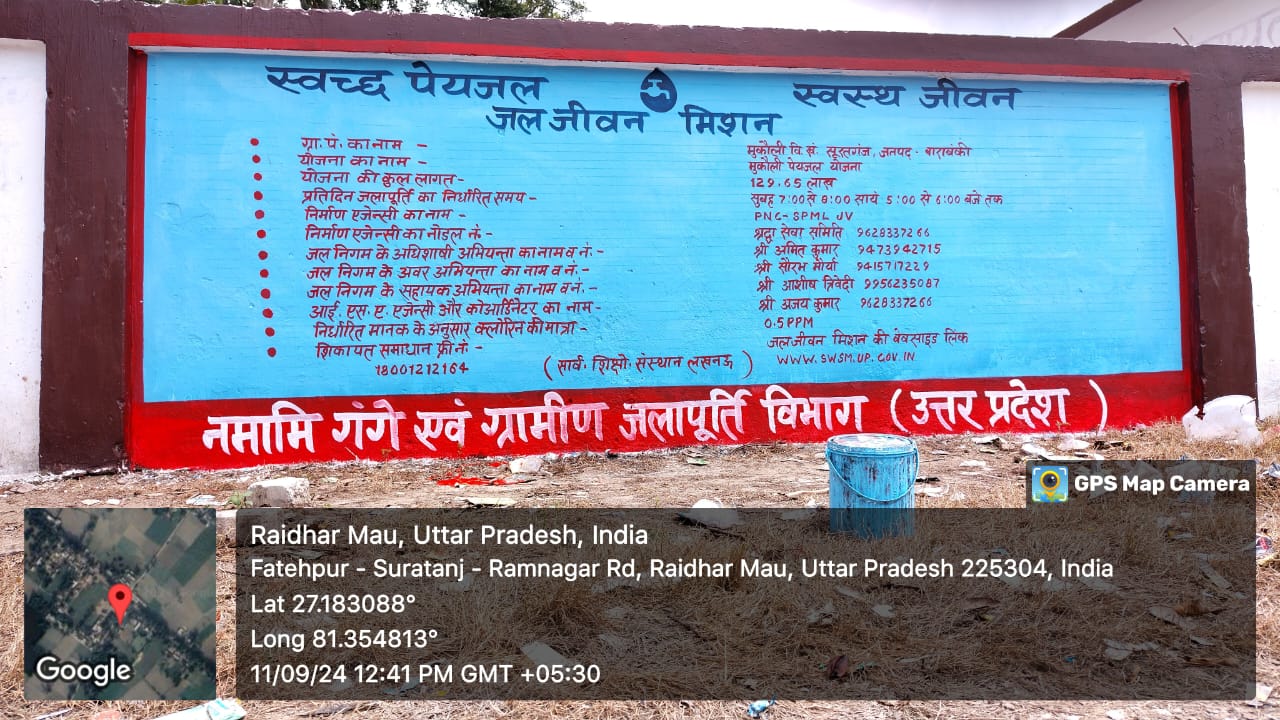 स्वच्छ पेयजल स्वस्थ जीवन
जल जीवन मिशन
ग्रा.पं. का नाम - मुकौली वि.खं. सूरतगंज, जनपद - बाराबंकी
योजना का नाम - मुकौली पेयजल योजना
योजना की कुल लागत - 129.65 लाख
प्रतिदिन जलापूर्ति का निर्धारित समय - सुबह 7:00 से 8:00 सायं 5:00 से 6:00 बजे तक
निर्माण एजेन्सी का नाम - PNC-SPML JV
निर्माण एजेन्सी का नोडल नं.- श्रद्धा सेवा समिति 9628337266
जल निगम के अधिशाषी अभियन्ता का नाम व नं.- श्री अमित कुमार 9473942715
जल निगम के अवर अभियन्ता का नाम व नं.- श्री सौरभ मौर्या 9415717229
जल निगम के सहायक अभियन्ता का नाम व नं.- श्री आशीष त्रिवेदी 9956235087
आई. एस. ए. एजेन्सी और कोआर्डिनेटर का नाम- श्री अजय कुमार 9628337266
निर्धारित मानक के अनुसार क्लोरिन की मात्रा - 0.5 PPM
शिकायत समाधान फ्री नं. - जल जीवन मिशन की वेबसाइड लिंक
18001212164 (सार्व. शिक्षो. संस्थान लखनऊ) WWW.SWSM.UP.GOV.IN
नमामि गंगे एवं ग्रामीण जलापूर्ति विभाग (उत्तर प्रदेश)
GPS Map Camera
Raidhar Mau, Uttar Pradesh, India
Fatehpur - Suratanj - Ramnagar Rd, Raidhar Mau, Uttar Pradesh 225304, India
Lat 27.183088°
Long 81.354813°
11/09/24 12:41 PM GMT +05:30
Google